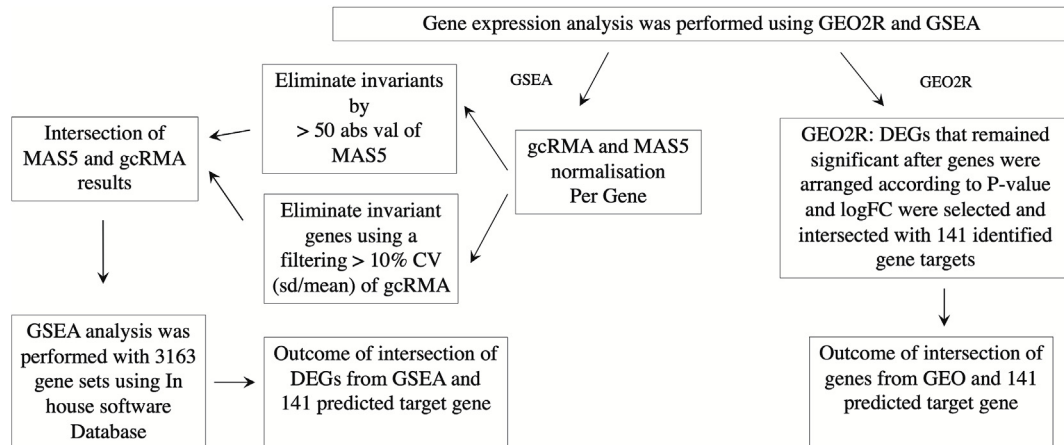 Gene expression analysis was performed using GEO2R and GSEA
GSEA
GEO2R
Eliminate invariants
by
> 50 abs val of
MAS5
Intersection of
MAS5 and gcRMA
results
gcRMA and MAS5
normalisation
Per Gene
GEO2R: DEGs that remained
significant after genes were
arranged according to P-value
and logFC were selected and
intersected with 141 identified
gene targets
Eliminate invariant
genes using a
filtering > 10% CV
(sd/mean) of gcRMA
GSEA analysis was
performed with 3163
gene sets using In
house software
Database
Outcome of intersection of
DEGs from GSEA and
141 predicted target gene
Outcome of intersection of
genes from GEO and 141
predicted target gene